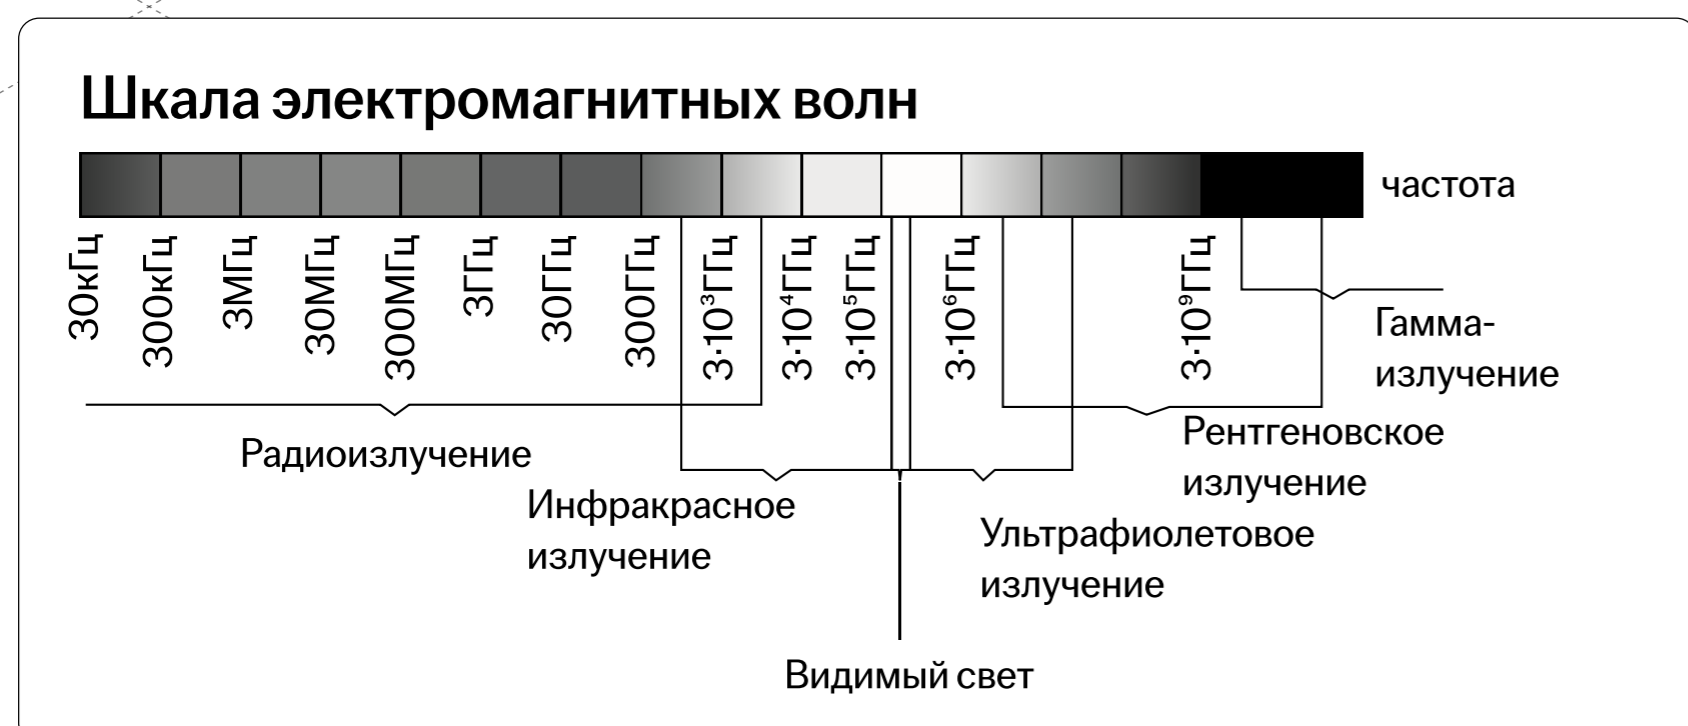 Шкала электромагнитных волн
частота
30кГц
300кГц
3МГц
30МГц
300МГц
3ГГц
30ГГц
300ГГц
3·10³ГГц
3·10⁴ГГц
3·10⁵ГГц
3·10⁶ГГц
3·10⁹ГГц
Гамма-
излучение
Рентгеновское
излучение
Радиоизлучение
Инфракрасное
излучение
Ультрафиолетовое
излучение
Видимый свет